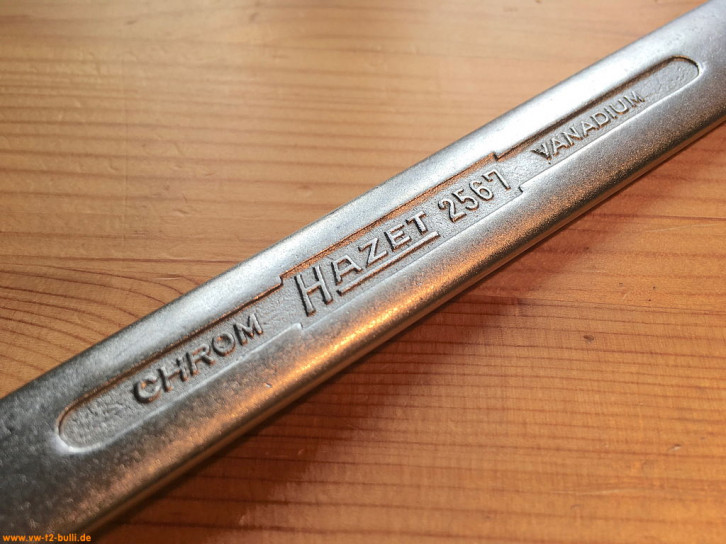 CHROM HAZET 2567 VANADIUM
www.vw-t2-bulli.de